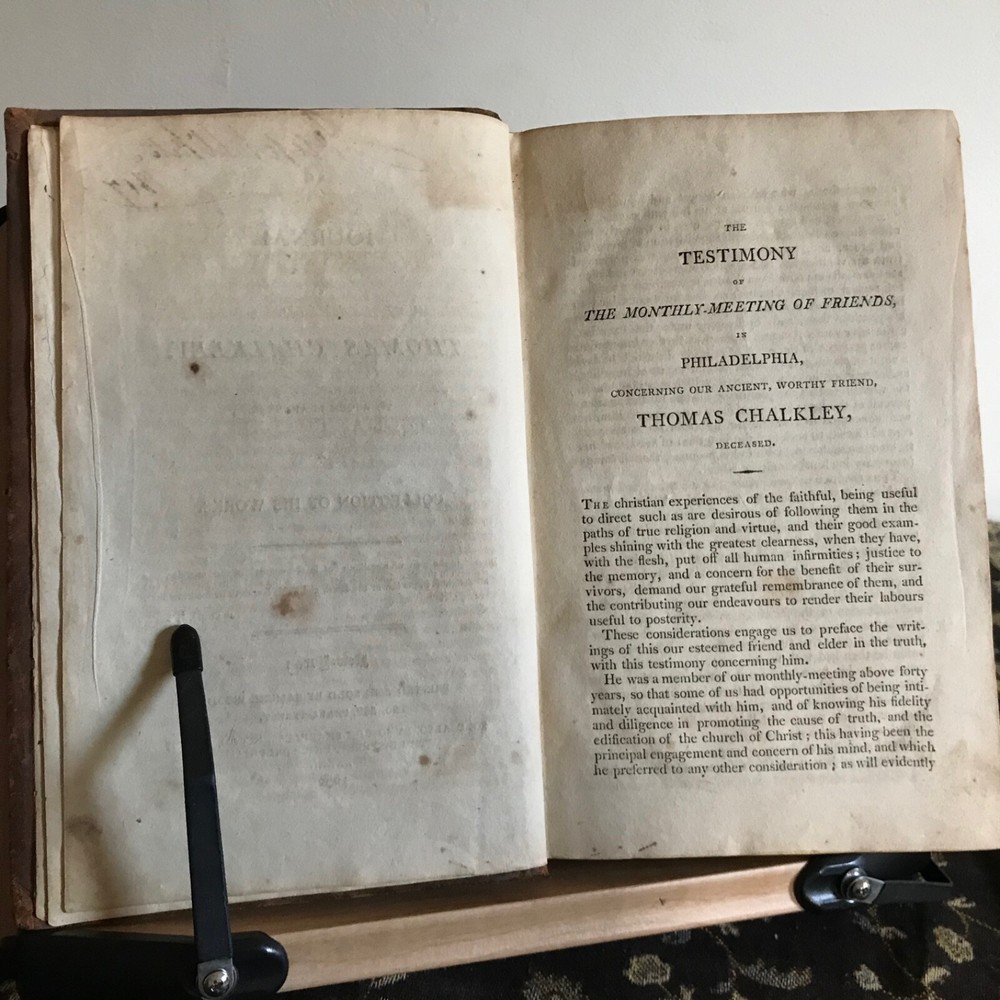 THE
TESTIMONY
OF
THE MONTHLY-MEETING OF FRIENDS,
IN
PHILADELPHIA,
CONCERNING OUR ANCIENT, WORTHY FRIEND,
THOMAS CHALKLEY,
DECEASED.
THE christian experiences of the faithful, being useful
to direct such as are desirous of following them in the
paths of true religion and virtue, and their good exam-
ples shining with the greatest clearness, when they have,
with the flesh, put off all human infirmities; justice to
the memory, and a concern for the benefit of their sur-
vivors, demand our grateful remembrance of them, and
the contributing our endeavours to render their labours
useful to posterity.
These considerations engage us to preface the writ-
ings of this our esteemed friend and elder in the truth,
with this testimony concerning him.
He was a member of our monthly-meeting above forty
years, so that some of us had opportunities of being inti-
mately acquainted with him, and of knowing his fidelity
and diligence in promoting the cause of truth, and the
edification of the church of Christ; this having been the
principal engagement and concern of his mind, and which
he preferred to any other consideration; as will evidently